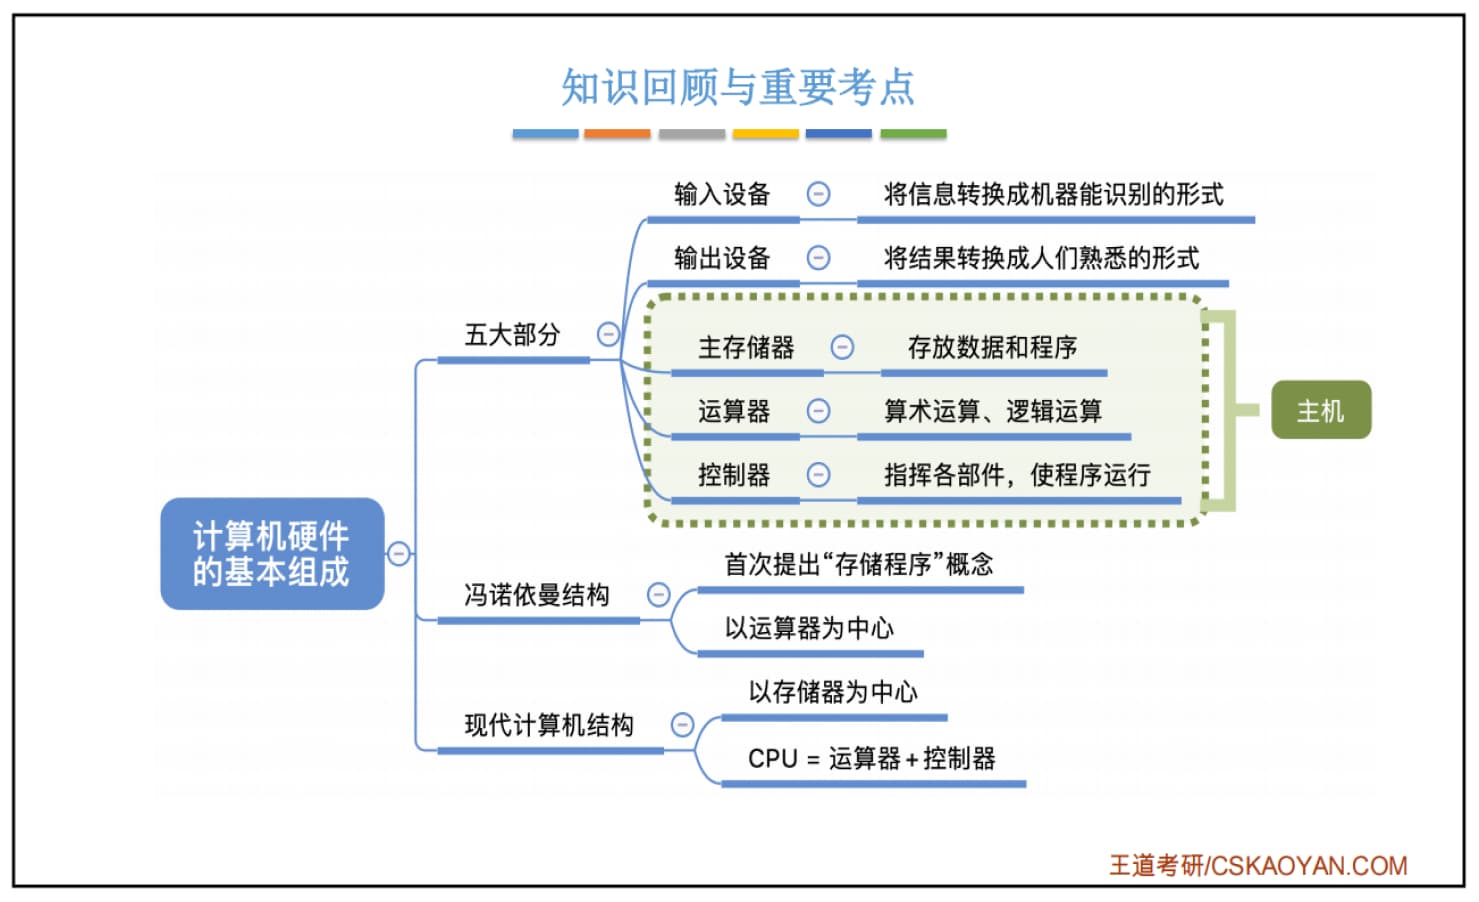 知识回顾与重要考点
输入设备
将信息转换成机器能识别的形式
输出设备
将结果转换成人们熟悉的形式
五大部分
主存储器
存放数据和程序
运算器
算术运算、逻辑运算
主机
控制器
指挥各部件，使程序运行
计算机硬件
的基本组成
冯诺依曼结构
首次提出“存储程序”概念
以运算器为中心
现代计算机结构
以存储器为中心
CPU = 运算器+控制器
王道考研/CSKAOYAN.COM